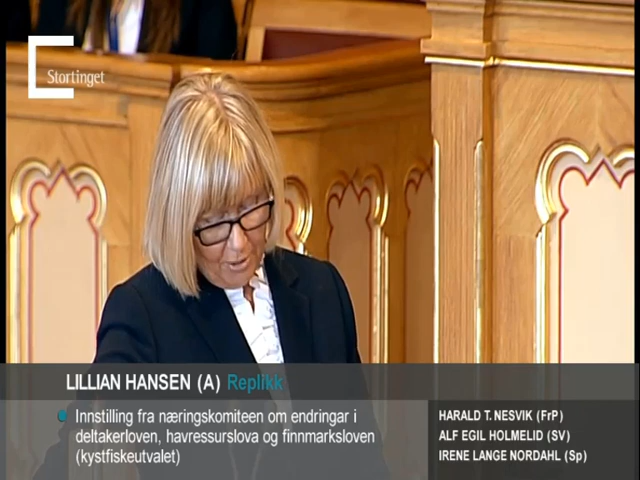 Stortinget
LILLIAN HANSEN (A) Replikk
Innstilling fra næringskomiteen om endringar i
deltakerloven, havressurslova og finnmarksloven
(kystfiskeutvalet)
HARALD T. NESVIK (FrP)
ALF EGIL HOLMELID (SV)
IRENE LANGE NORDAHL (Sp)